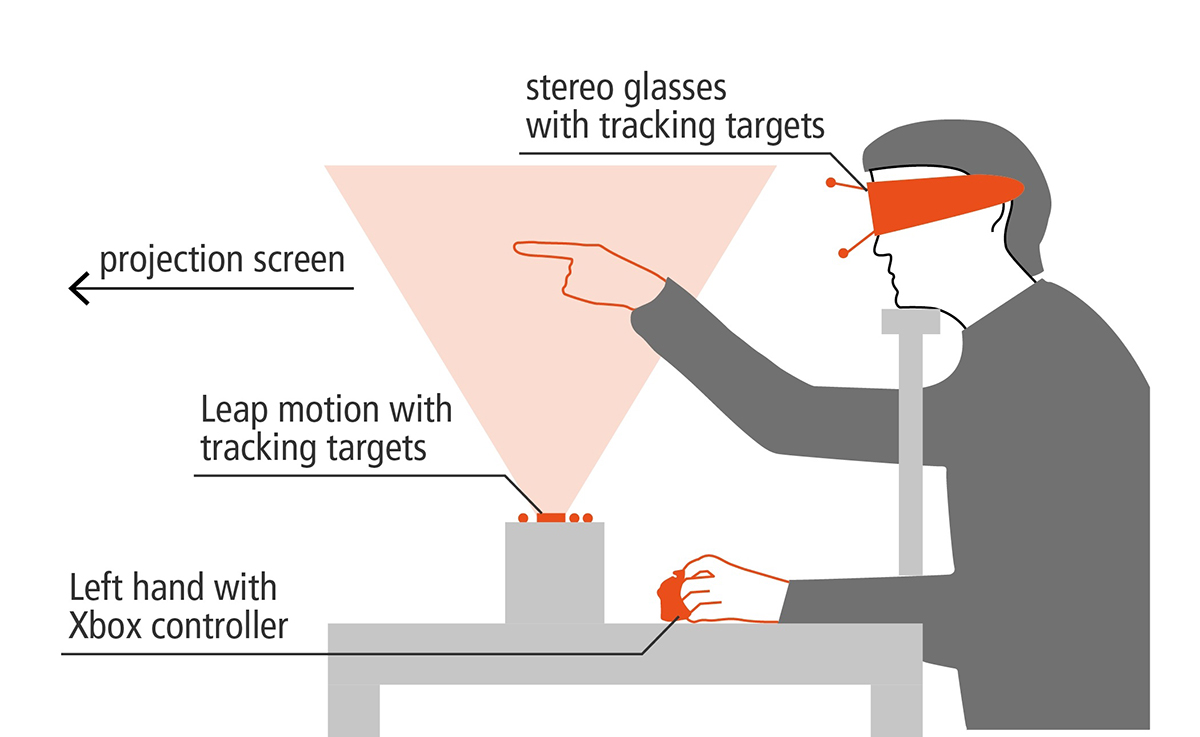 stereo glasses
with tracking targets
projection screen
Leap motion with
tracking targets
Left hand with
Xbox controller